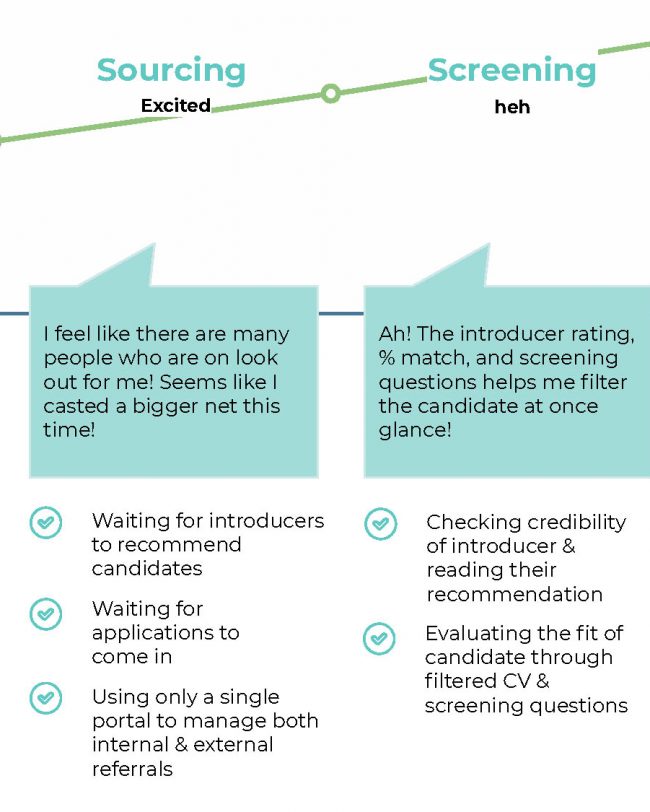 Sourcing
Excited
I feel like there are many
people who are on look
out for me! Seems like I
casted a bigger net this
time!
Waiting for introducers
to recommend
candidates
Waiting for
applications to
come in
Using only a single
portal to manage both
internal & external
referrals
Screening
heh
Ah! The introducer rating,
% match, and screening
questions helps me filter
the candidate at once
glance!
Checking credibility
of introducer &
reading their
recommendation
Evaluating the fit of
candidate through
filtered CV &
screening questions